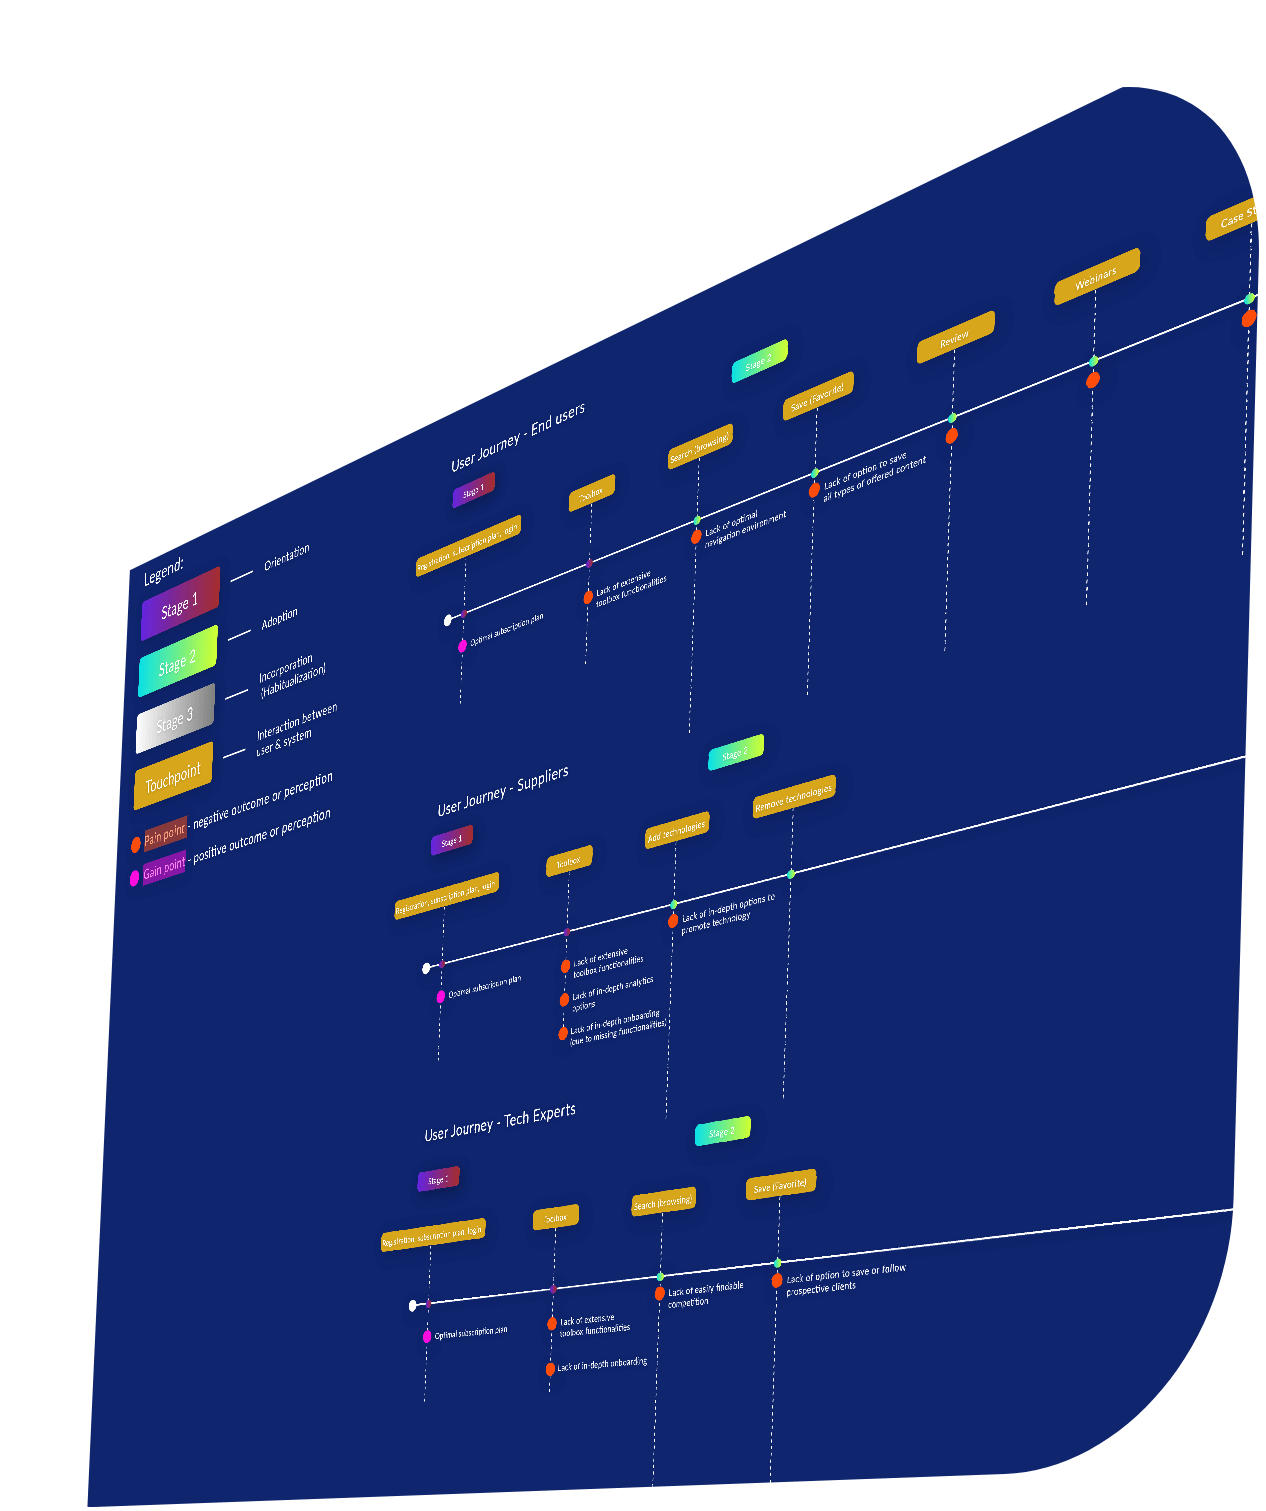 Legend:
Stage 1
Orientation
Stage 2
Adoption
Stage 3
Incorporation
(Habitualization)
Touchpoint
Interaction between
user & system
Pain point - negative outcome or perception
Gain point - positive outcome or perception
User Journey - End users
Stage 1
Stage 2
Registration, subscription plan, login
Toolbox
Search (browsing)
Save (Favorite)
Review
Webinars
Case
Optimal subscription plan
Lack of extensive
toolbox functionalities
Lack of optimal
navigation environment
Lack of option to save
all types of offered content
User Journey - Suppliers
Stage 1
Stage 2
Registration, subscription plan, login
Toolbox
Add technologies
Remove technologies
Optimal subscription plan
Lack of extensive
toolbox functionalities
Lack of in-depth analytics
options
Lack of in-depth onboarding
(due to missing functionalities)
Lack of in-depth options to
promote technology
User Journey - Tech Experts
Stage 1
Stage 2
Registration, subscription plan, login
Toolbox
Search (browsing)
Save (Favorite)
Optimal subscription plan
Lack of extensive
toolbox functionalities
Lack of in-depth onboarding
Lack of easily findable
competition
Lack of option to save or follow
prospective clients